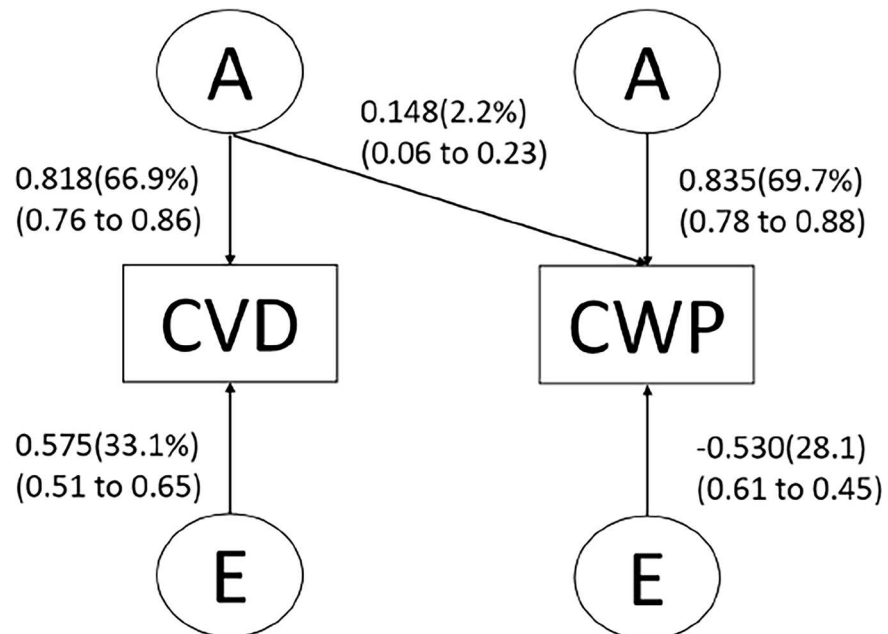 A
A
0.148(2.2%)
(0.06 to 0.23)
0.818(66.9%)
(0.76 to 0.86)
0.835(69.7%)
(0.78 to 0.88)
CVD
CWP
0.575(33.1%)
(0.51 to 0.65)
-0.530(28.1)
(0.61 to 0.45)
E
E